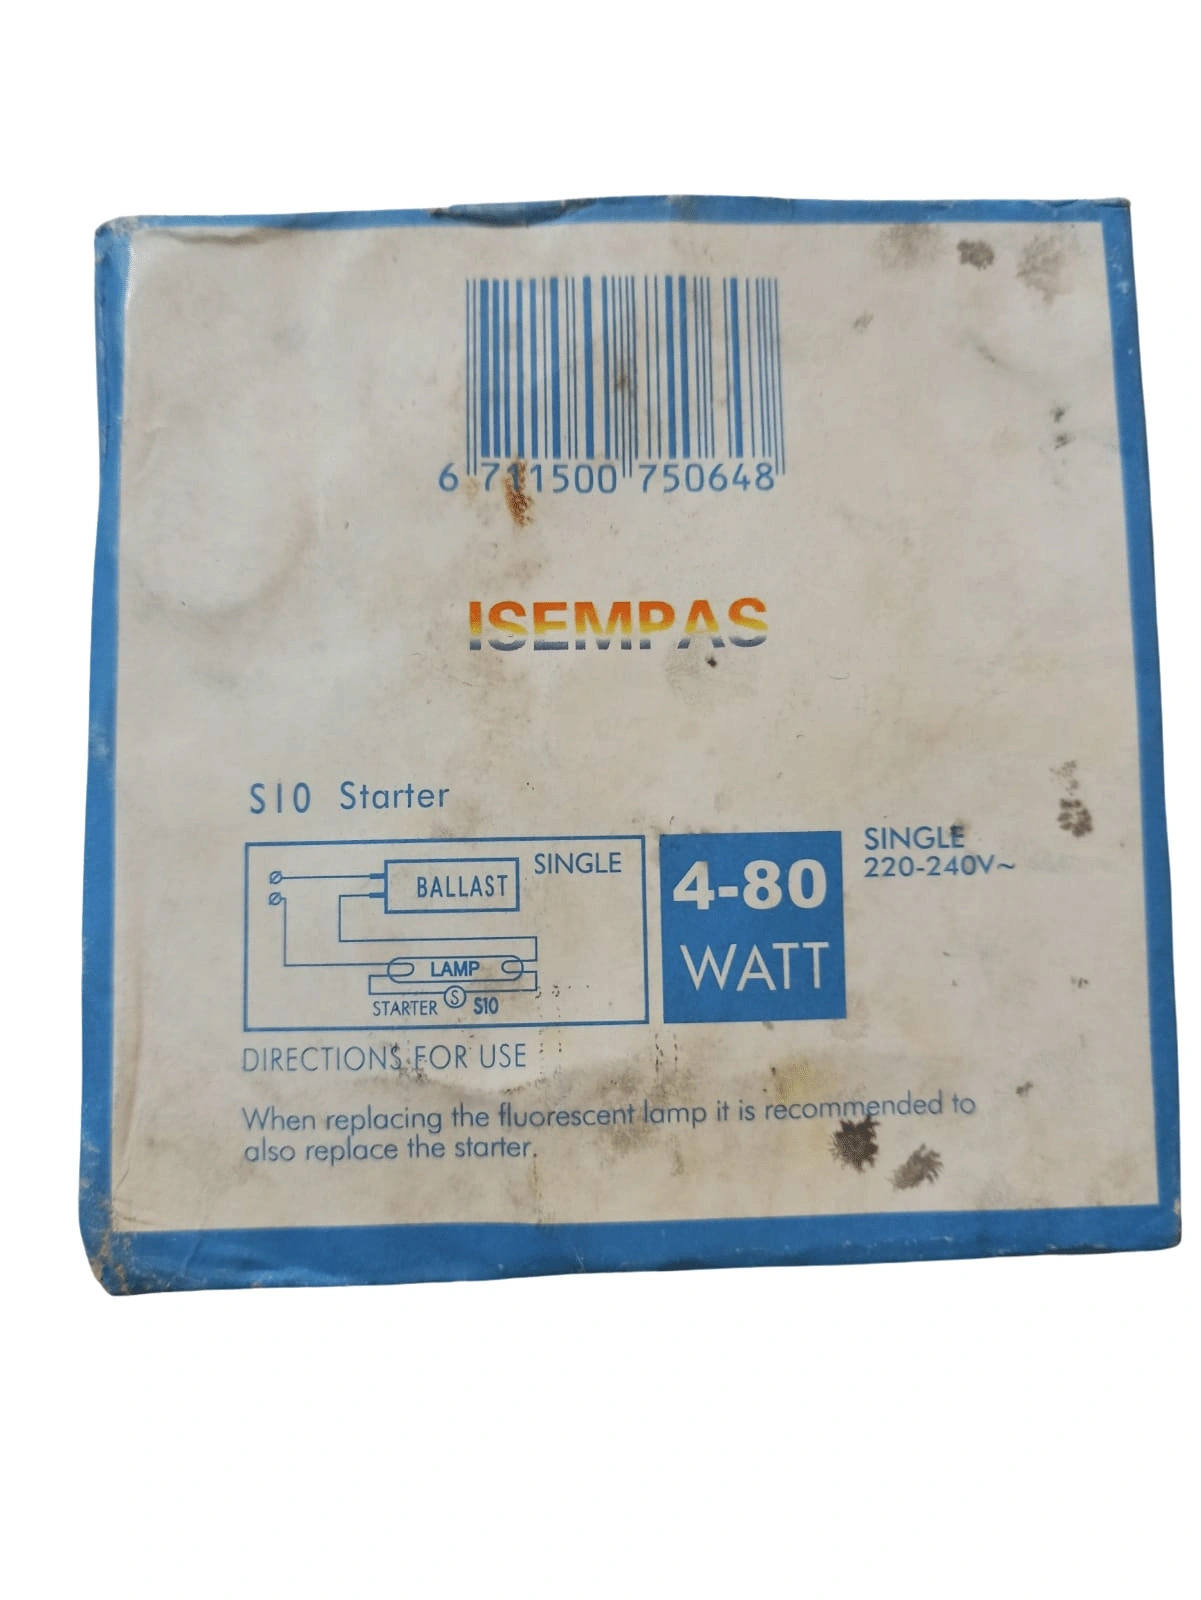 6 711500 750648
ISEMPAS
S10 Starter
SINGLE
BALLAST
LAMP
STARTER S S10
4-80
WATT
SINGLE
220-240V~
DIRECTIONS FOR USE
When replacing the fluorescent lamp it is recommended to
also replace the starter.